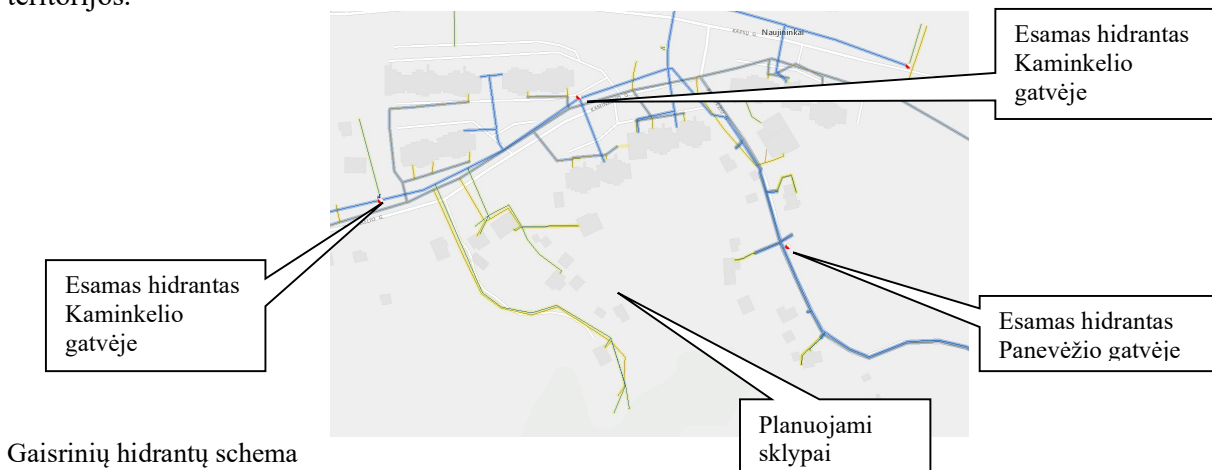 teritorijos.
Naujininkai
Esamas hidrantas
Kaminkelio
gatvėje
Esamas hidrantas
Kaminkelio
gatvėje
Esamas hidrantas
Panevėžio gatvėje
Planuojami
sklypai
Gaisrinių hidrantų schema